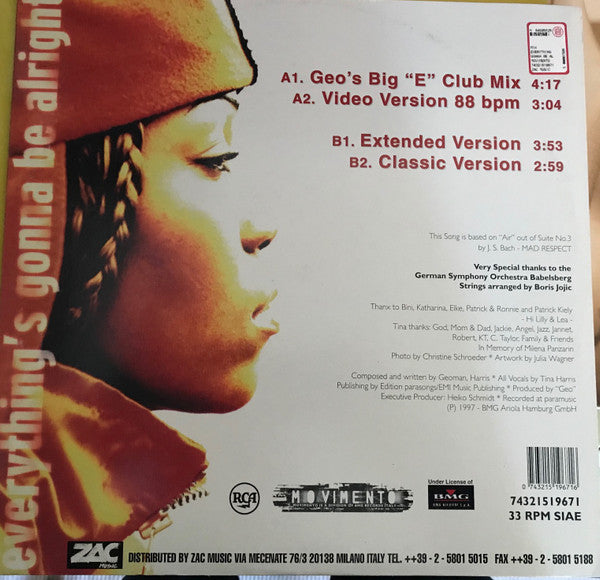 everything's gonna be alright
A1. Geo's Big "E" Club Mix 4:17
A2. Video Version 88 bpm 3:04
B1. Extended Version 3:53
B2. Classic Version 2:59
This Song is based on "Air" out of Suite No.3
by J. S. Bach - MAD RESPECT
Very Special thanks to the
German Symphony Orchestra Babelsberg
Strings arranged by Boris Jojic
Thanx to Bini, Katharina, Elke, Patrick & Ronnie and Patrick Kiely
- Hi Lilly & Lea -
Tina thanks: God, Mom & Dad, Jackie, Angel, Jazz, Jannet,
Robert, KT, C. Taylor, Family & Friends
In Memory of Milena Panzarin
Photo by Christine Schroeder * Artwork by Julia Wagner
Composed and written by Geoman, Harris * All Vocals by Tina Harris
Publishing by Edition parasongs/EMI Music Publishing * Produced by "Geo"
Executive Producer: Heiko Schmidt * Recorded at paramusic
(P) 1997 - BMG Ariola Hamburg GmbH
RCA
MOVIMENTO
MOVIMENTO IS A DIVISION OF BMG RECORDS ITALY
Under License of
BMG
0 743215 196716
74321519671
33 RPM SIAE
ZAC
MUSIC
DISTRIBUTED BY ZAC MUSIC VIA MECENATE 76/3 20138 MILANO ITALY TEL. ++39 - 2 - 5801 5015 FAX ++39 - 2 - 5801 5188